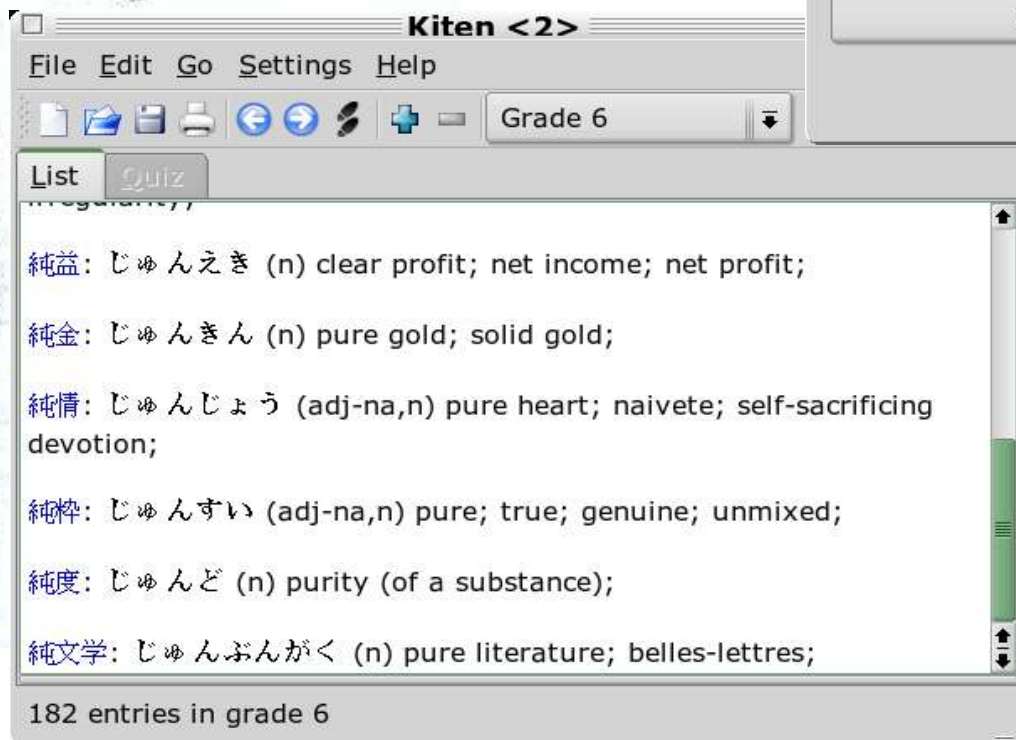 Kiten <2>
File Edit Go Settings Help
Grade 6
List Quiz
純益: じゅんえき (n) clear profit; net income; net profit;
純金: じゅんきん (n) pure gold; solid gold;
純情: じゅんじょう (adj-na,n) pure heart; naivete; self-sacrificing
devotion;
純粋: じゅんすい (adj-na,n) pure; true; genuine; unmixed;
純度: じゅんど (n) purity (of a substance);
純文学: じゅんぶんがく (n) pure literature; belles-lettres;
182 entries in grade 6